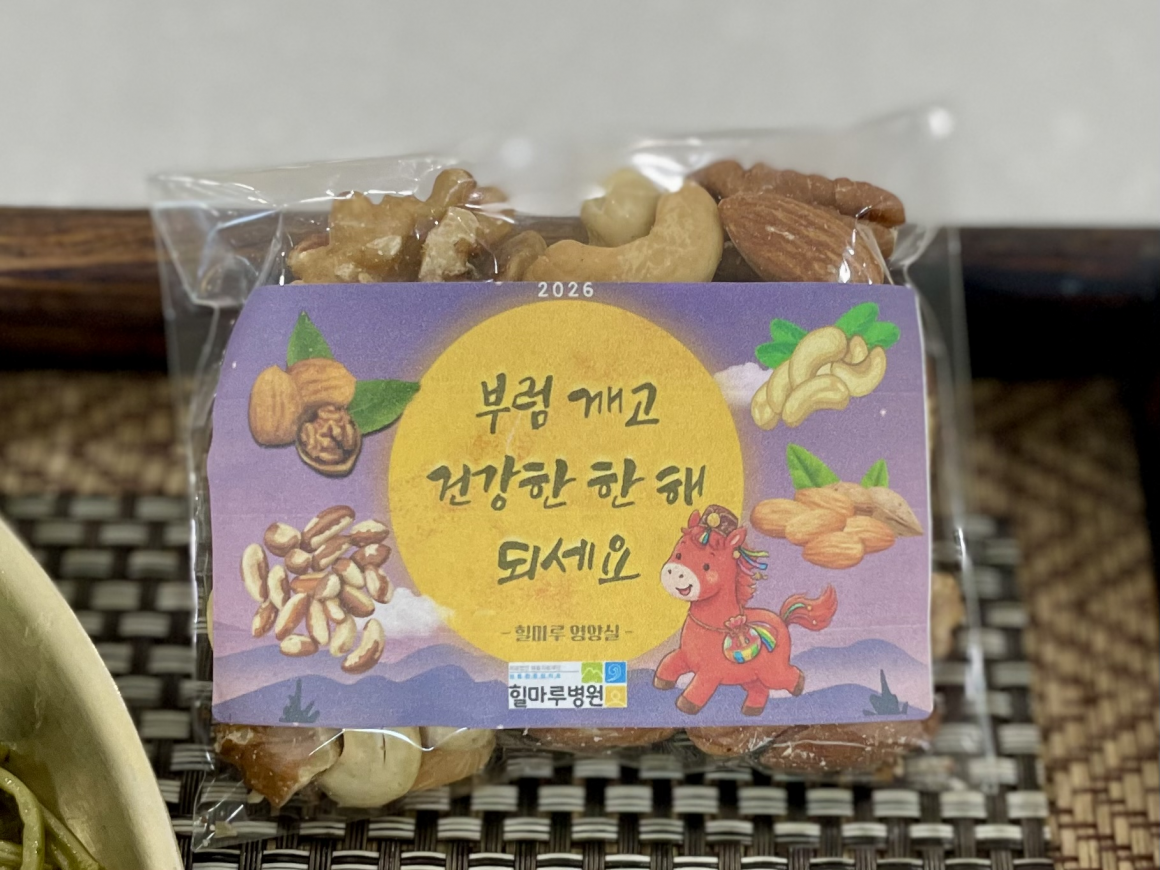 2026
부럼 깨고
건강한 한 해
되세요
- 힐마루 영양실 -
힐마루병원